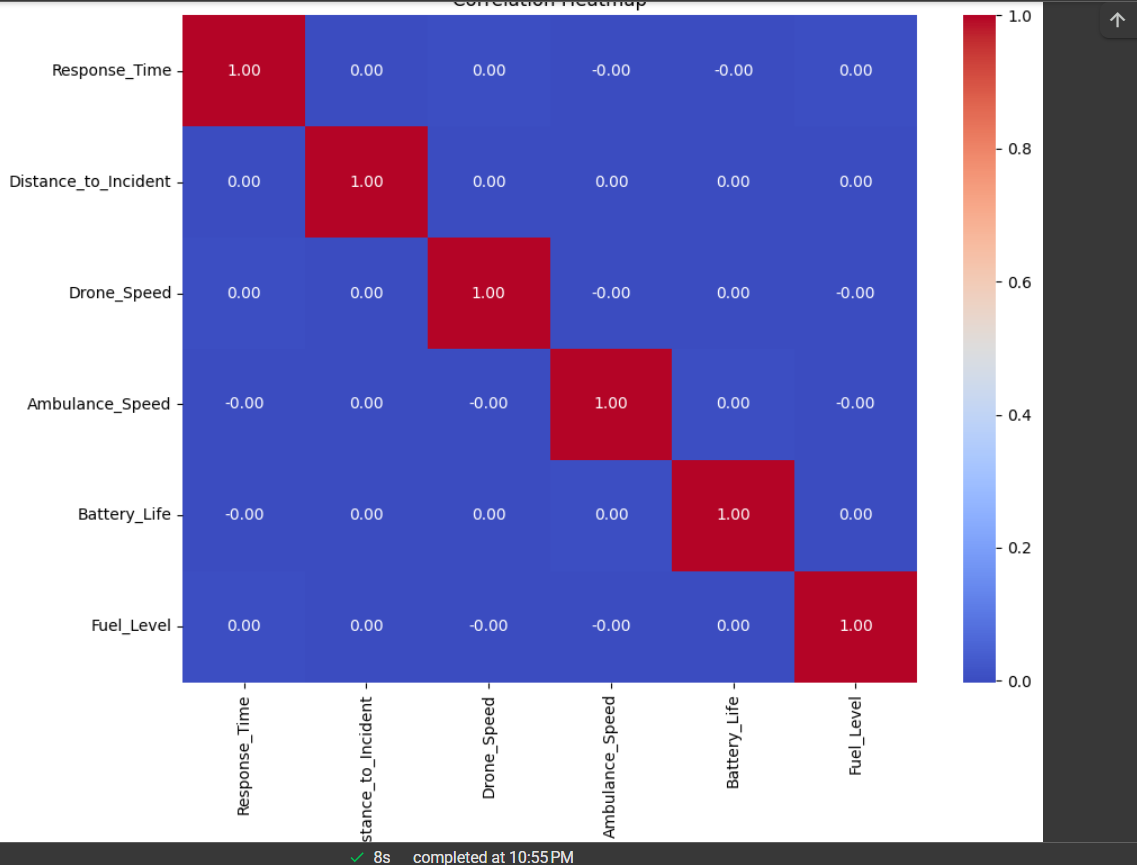 Correlation Heatmap
Response_Time 1.00 0.00 0.00 -0.00 -0.00 0.00
Distance_to_Incident 0.00 1.00 0.00 0.00 0.00 0.00
Drone_Speed 0.00 0.00 1.00 -0.00 0.00 -0.00
Ambulance_Speed -0.00 0.00 -0.00 1.00 0.00 -0.00
Battery_Life -0.00 0.00 0.00 0.00 1.00 0.00
Fuel_Level 0.00 0.00 -0.00 -0.00 0.00 1.00
Response_Time
stance_to_Incident
Drone_Speed
Ambulance_Speed
Battery_Life
Fuel_Level
1.0
0.8
0.6
0.4
0.2
0.0
8s completed at 10:55 PM